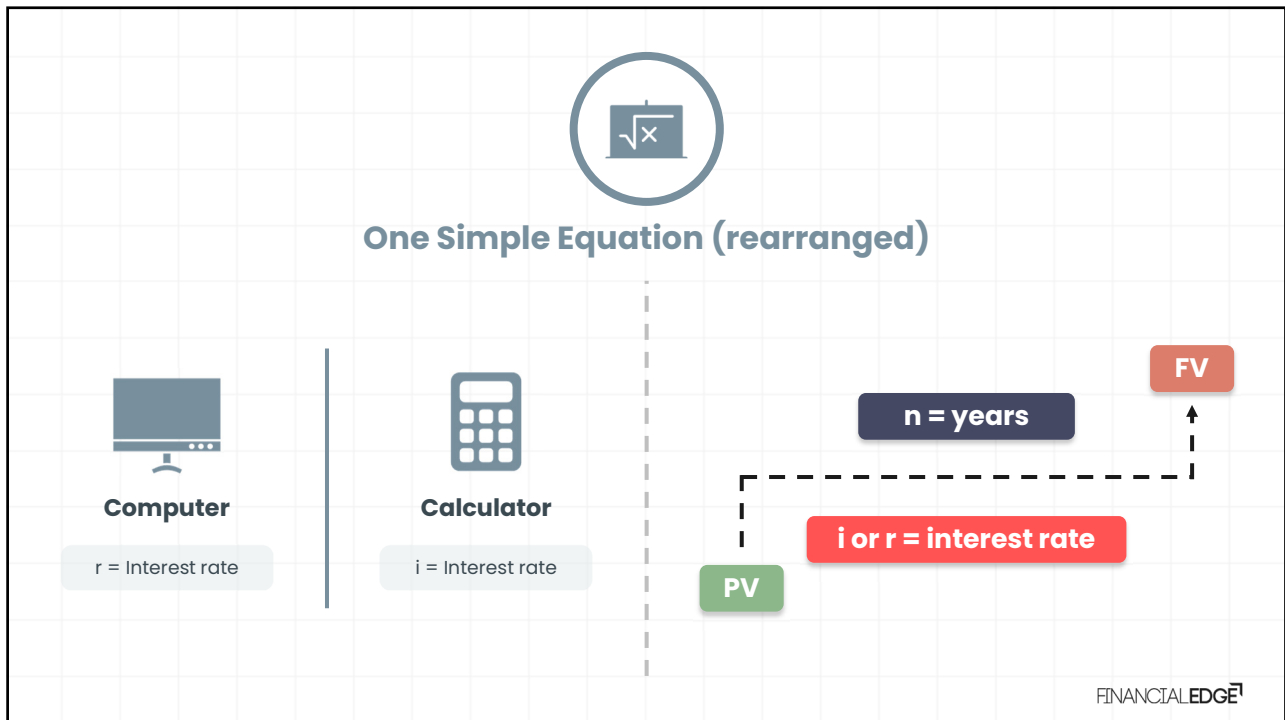 √x
One Simple Equation (rearranged)
Computer
r = Interest rate
Calculator
i = Interest rate
FV
n = years
i or r = interest rate
PV
FINANCIALEDGE